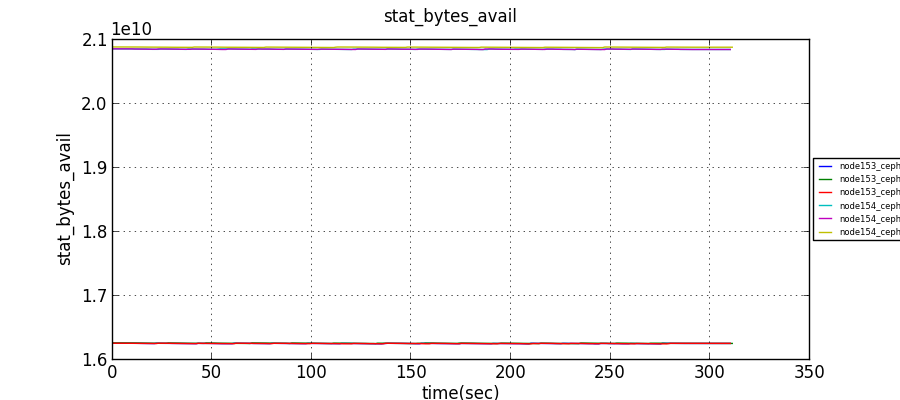 stat_bytes_avail
1e10
2.1
2.0
1.9
1.8
1.7
1.6
stat_bytes_avail
0 50 100 150 200 250 300 350
time(sec)
node153_ceph
node153_ceph
node153_ceph
node154_ceph
node154_ceph
node154_ceph